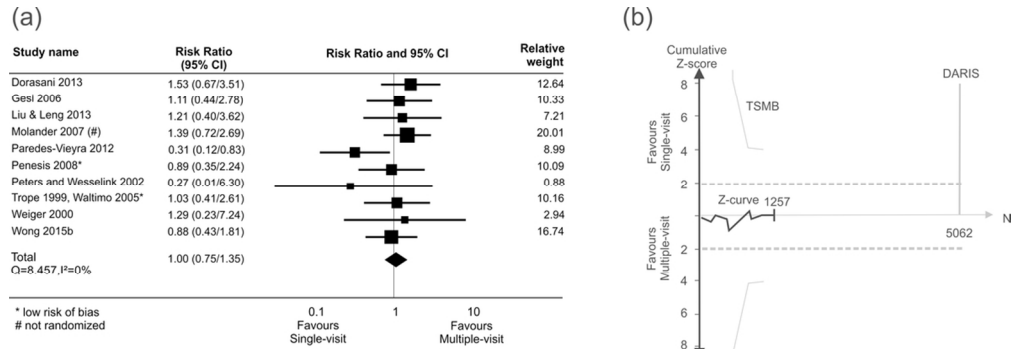 (a)
Study name Risk Ratio (95% CI) Risk Ratio and 95% CI Relative weight
Dorasani 2013 1.53 (0.67/3.51) 12.64
Gesi 2006 1.11 (0.44/2.78) 10.33
Liu & Leng 2013 1.21 (0.40/3.62) 7.21
Molander 2007 (#) 1.39 (0.72/2.69) 20.01
Paredes-Vieyra 2012 0.31 (0.12/0.83) 8.99
Penesis 2008* 0.89 (0.35/2.24) 10.09
Peters and Wesselink 2002 0.27 (0.01/6.30) 0.88
Trope 1999, Waltimo 2005* 1.03 (0.41/2.61) 10.16
Weiger 2000 1.29 (0.23/7.24) 2.94
Wong 2015b 0.88 (0.43/1.81) 16.74
Total 1.00 (0.75/1.35)
Q=8.457,I²=0%
* low risk of bias
# not randomized
0.1 1 10
Favours Single-visit
Favours Multiple-visit
(b)
Cumulative
Z-score
8
6
4
2
2
4
6
8
Favours
Single-visit
Favours
Multiple-visit
TSMB
DARIS
Z-curve
1257
5062
N